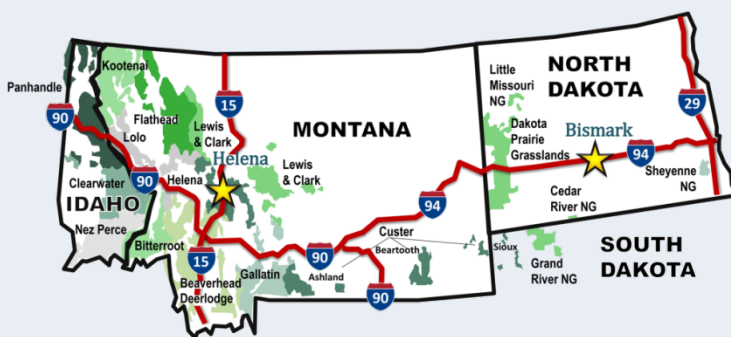 Kootenai
Panhandle
90
Flathead
Lolo
15
Lewis
& Clark
MONTANA
Helena
Lewis
& Clark
Clearwater
90
Helena
IDAHO
Nez Perce
Bitterroot
15
Beaverhead
Deerlodge
Gallatin
90
Ashland
Custer
Beartooth
94
90
Sioux
NORTH
DAKOTA
Little
Missouri
NG
29
Dakota
Prairie
Grasslands
Bismark
94
Sheyenne
NG
Cedar
River NG
Grand
River NG
SOUTH
DAKOTA